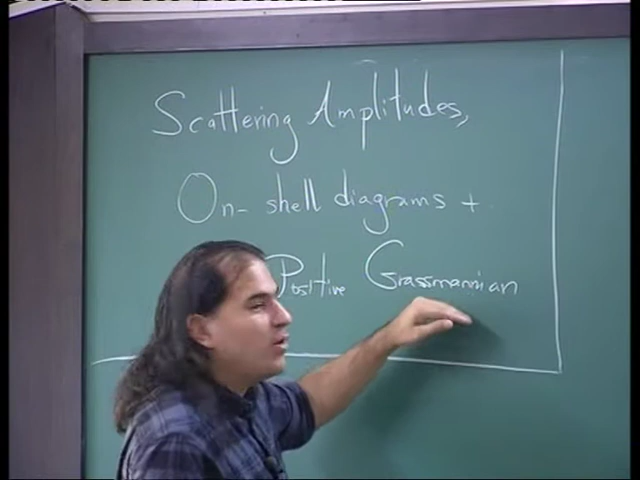 Scattering Amplitudes,
On-shell diagrams +
Positive Grassmannian